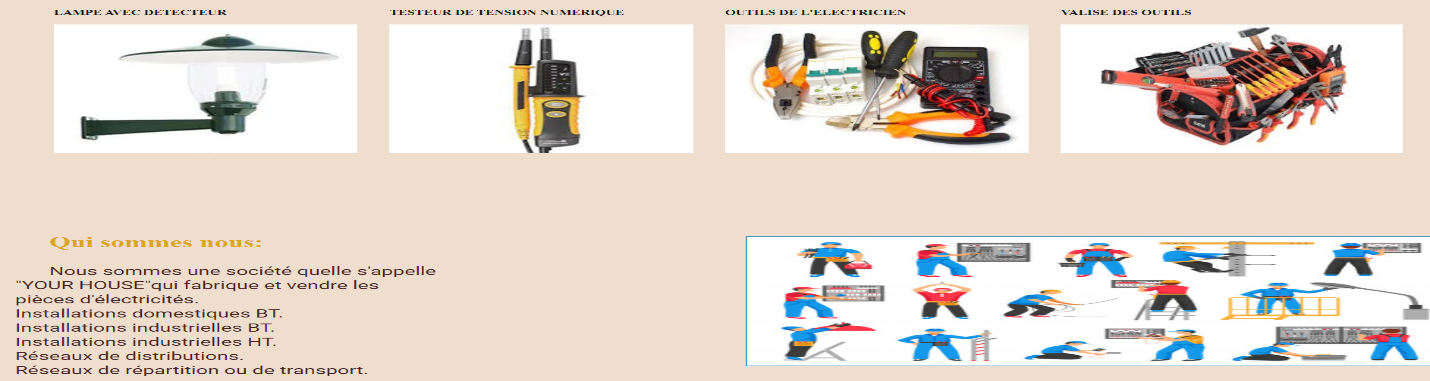 LAMPE AVEC DETECTEUR
TESTEUR DE TENSION NUMERIQUE
OUTILS DE L'ELECTRICIEN
VALISE DES OUTILS
Qui sommes nous:
Nous sommes une société quelle s'appelle
"YOUR HOUSE"qui fabrique et vendre les
pièces d'électricités.
Installations domestiques BT.
Installations industrielles BT.
Installations industrielles HT.
Réseaux de distributions.
Réseaux de répartition ou de transport.